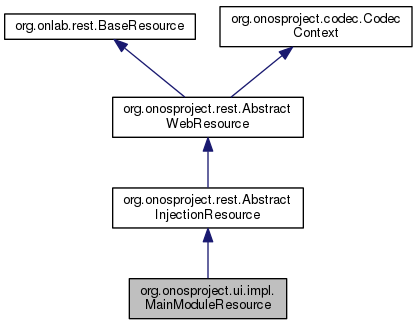 org.onlab.rest.BaseResource
org.onosproject.codec.Codec
Context
org.onosproject.rest.Abstract
WebResource
org.onosproject.rest.Abstract
InjectionResource
org.onosproject.ui.impl.
MainModuleResource